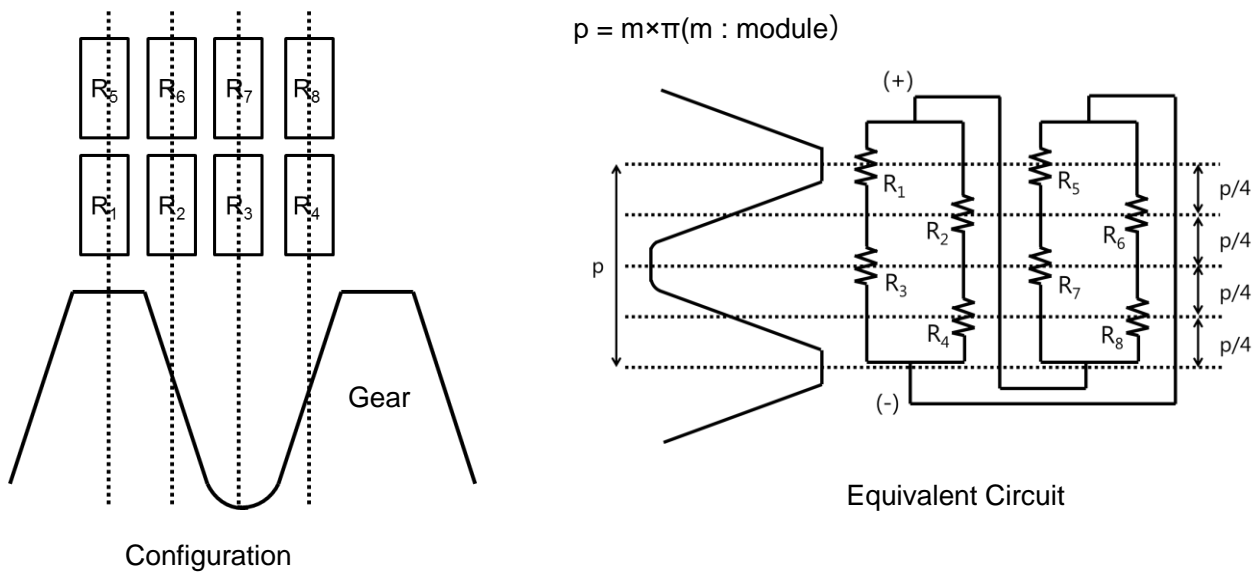 R5 R6 R7 R8
R1 R2 R3 R4
Gear
Configuration
p = m×π(m : module）
(+)
R1
R5
p/4
R2
R6
p/4
p
R3
R7
p/4
R4
R8
p/4
(-)
Equivalent Circuit